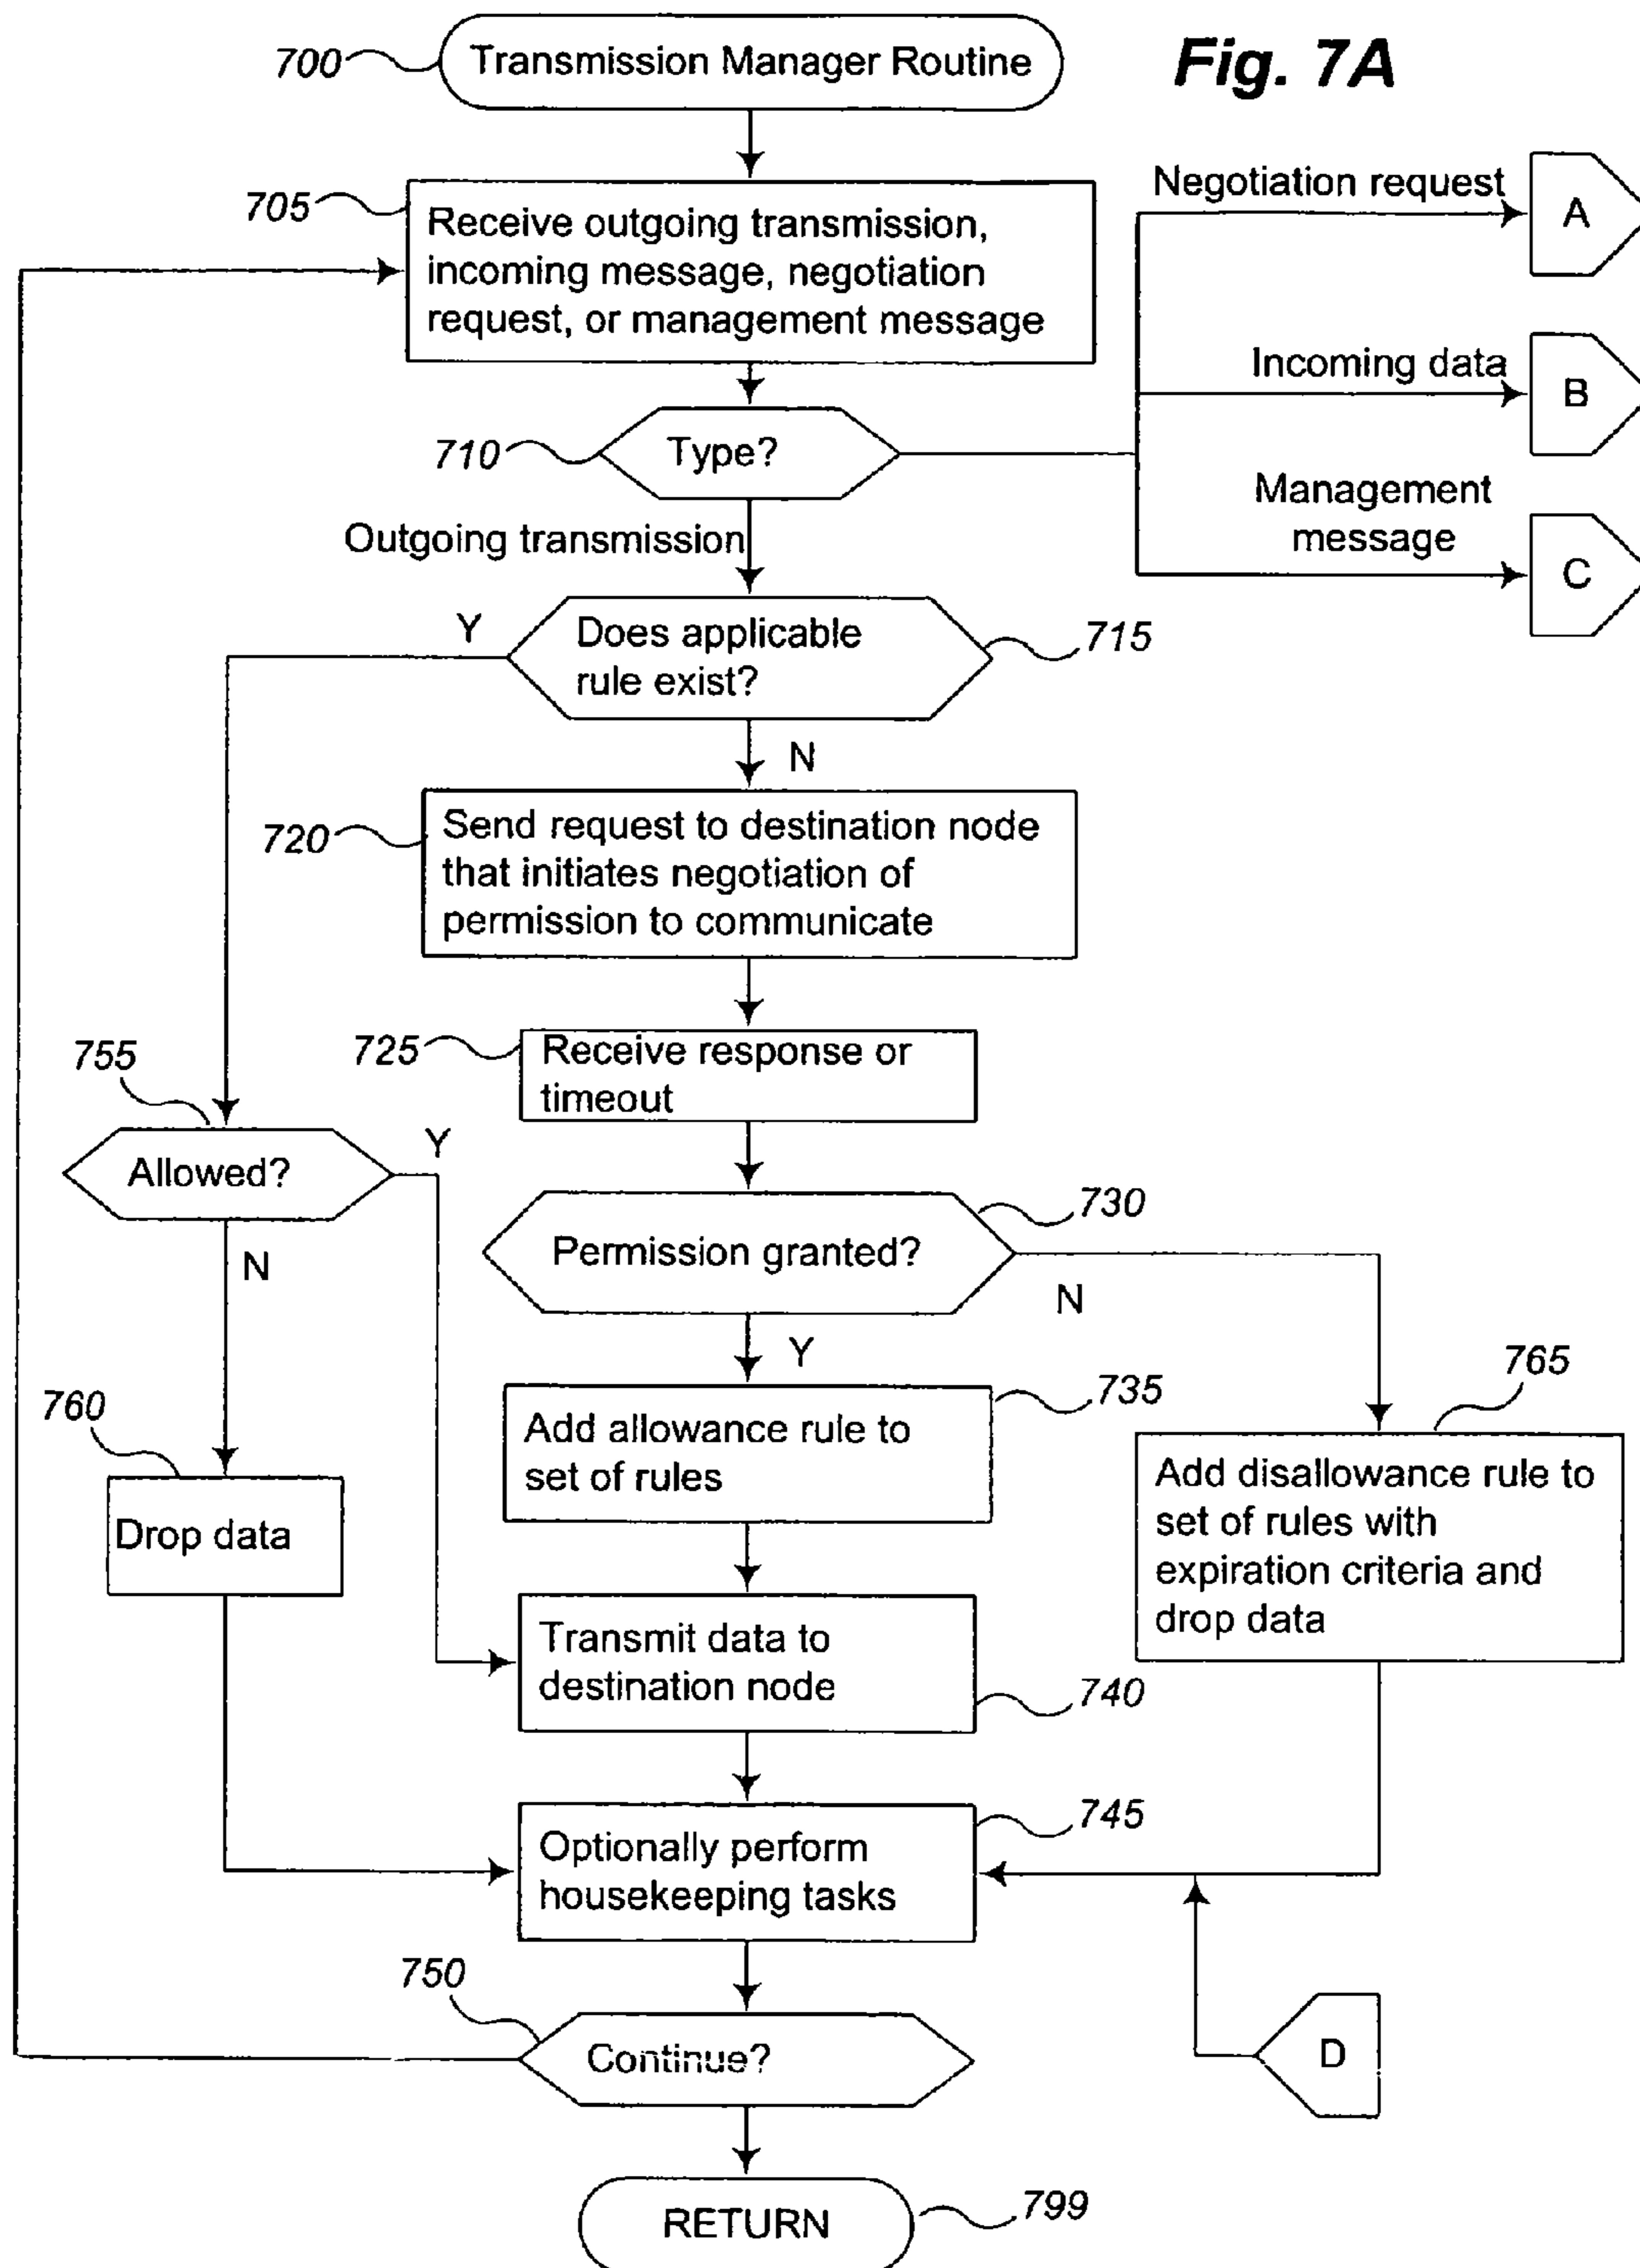 700
Transmission Manager Routine
Fig. 7A
705
Receive outgoing transmission,
incoming message, negotiation
request, or management message
Negotiation request
A
Incoming data
B
710
Type?
Management
message
C
Outgoing transmission
Y
Does applicable
rule exist?
715
N
720
Send request to destination node
that initiates negotiation of
permission to communicate
725
Receive response or
timeout
755
Allowed?
Y
N
730
Permission granted?
N
Y
765
735
Add allowance rule to
set of rules
760
Drop data
Add disallowance rule to
set of rules with
expiration criteria and
drop data
Transmit data to
destination node
740
745
Optionally perform
housekeeping tasks
750
Continue?
D
RETURN
799